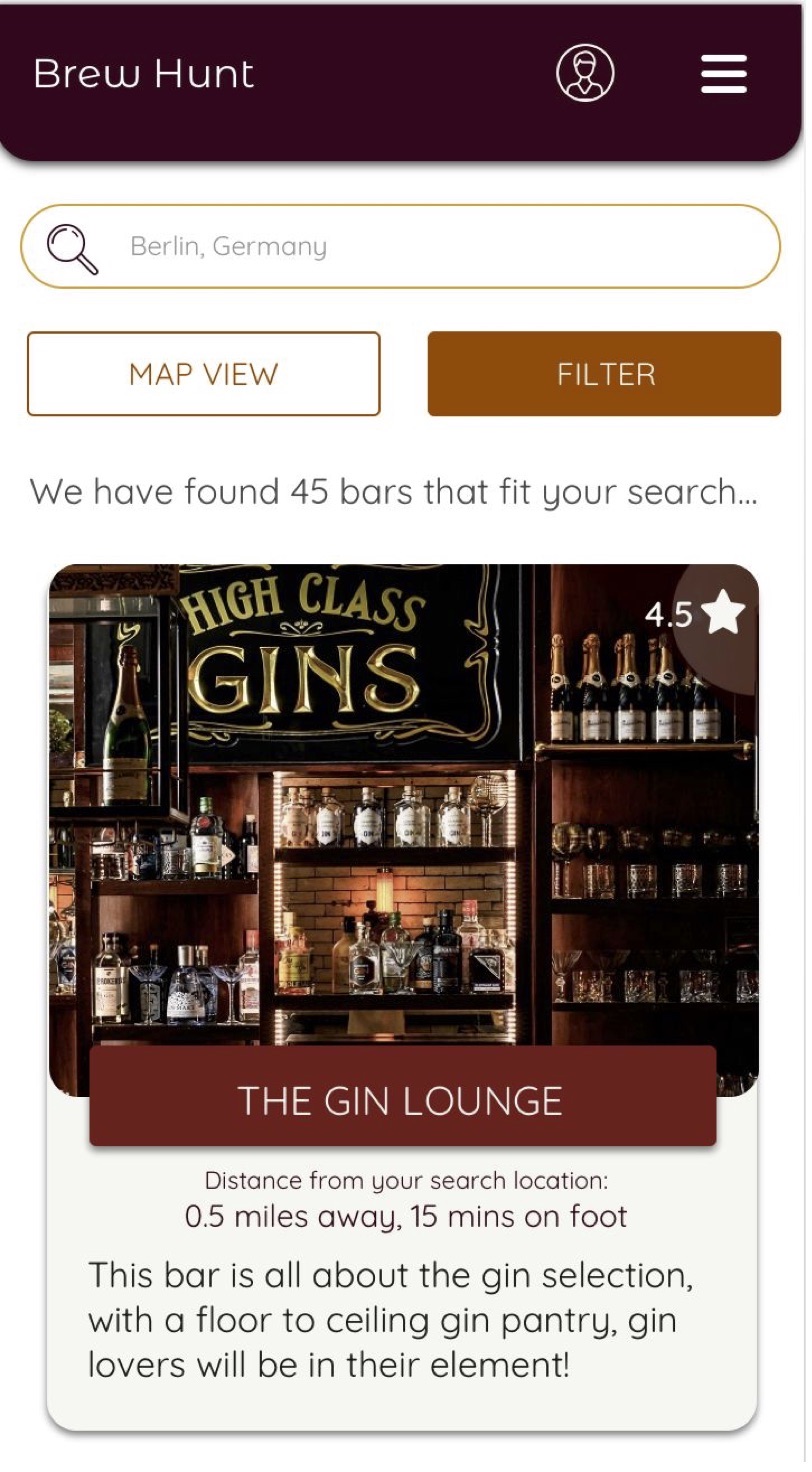 Brew Hunt
Berlin, Germany
MAP VIEW
FILTER
We have found 45 bars that fit your search...
4.5
HIGH CLASS
GINS
GIN
GIN
THE GIN LOUNGE
Distance from your search location:
0.5 miles away, 15 mins on foot
This bar is all about the gin selection,
with a floor to ceiling gin pantry, gin
lovers will be in their element!